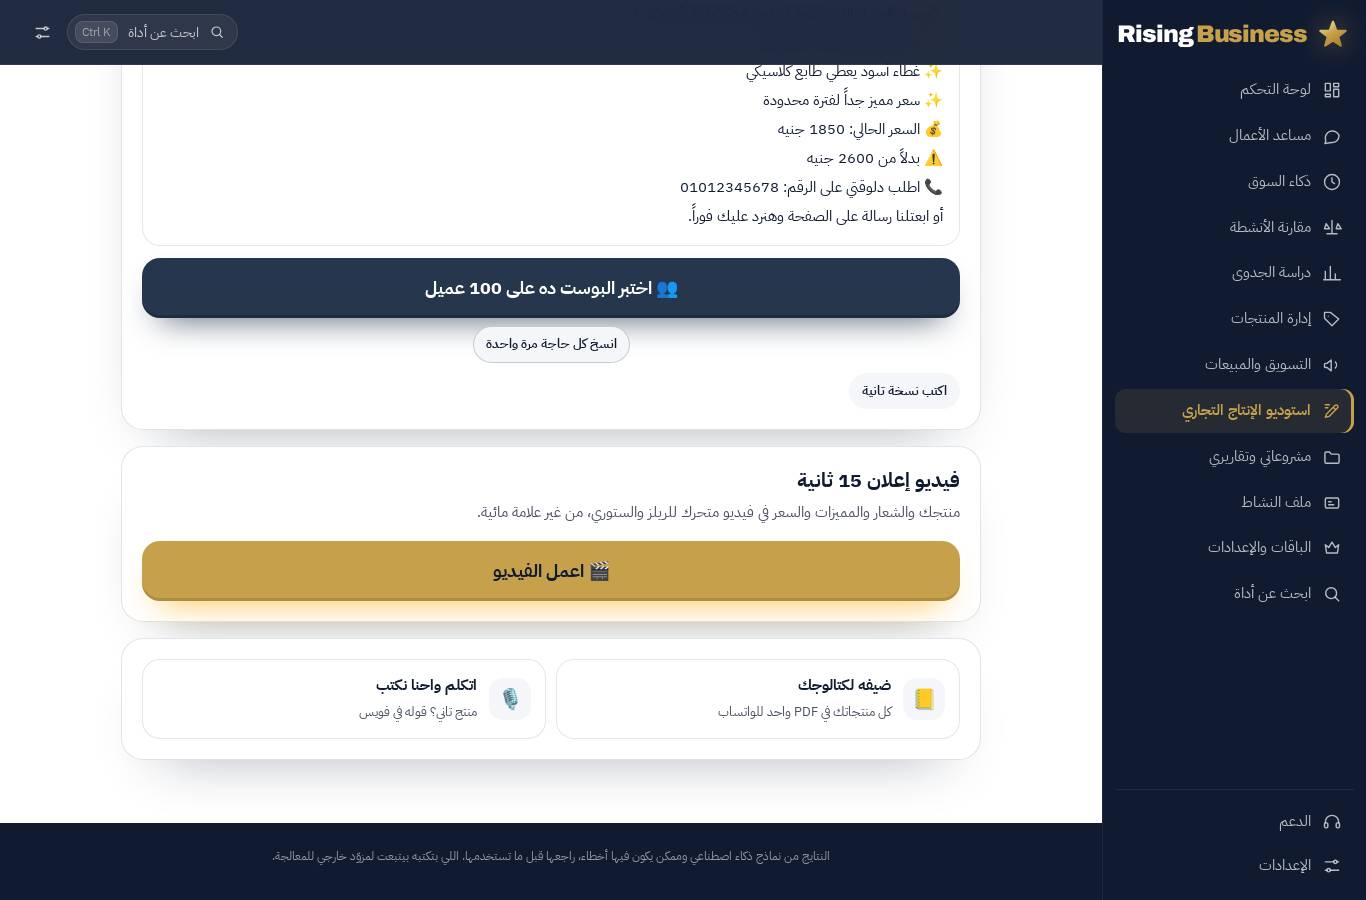 Rising Business
لوحة التحكم
مساعد الأعمال
ذكاء السوق
مقارنة الأنشطة
دراسة الجدوى
إدارة المنتجات
التسويق والمبيعات
استوديو الإنتاج التجاري
مشروعاتي وتقاريري
ملف النشاط
الباقات والإعدادات
ابحث عن أداة
الدعم
الإعدادات
ابحث عن أداة Ctrl K
✨ غطاء أسود يعطي طابع كلاسيكي
✨ سعر مميز جداً لفترة محدودة
💰 السعر الحالي: 1850 جنيه
⚠️ بدلاً من 2600 جنيه
📞 اطلب دلوقتي على الرقم: 01012345678
أو ابعتلنا رسالة على الصفحة وهنرد عليك فوراً.
👥 اختبر البوست ده على 100 عميل
انسخ كل حاجة مرة واحدة
اكتب نسخة تانية
فيديو إعلان 15 ثانية
منتجك والشعار والمميزات والسعر في فيديو متحرك للريلز والستوري، من غير علامة مائية.
🎬 اعمل الفيديو
ضيفه لكتالوجك
كل منتجاتك في PDF واحد للواتساب
اتكلم واحنا نكتب
منتج تاني؟ قوله في فويس
النتايج من نماذج ذكاء اصطناعي وممكن يكون فيها أخطاء، راجعها قبل ما تستخدمها. اللي بتكتبه بيتبعت لمزوّد خارجي للمعالجة.